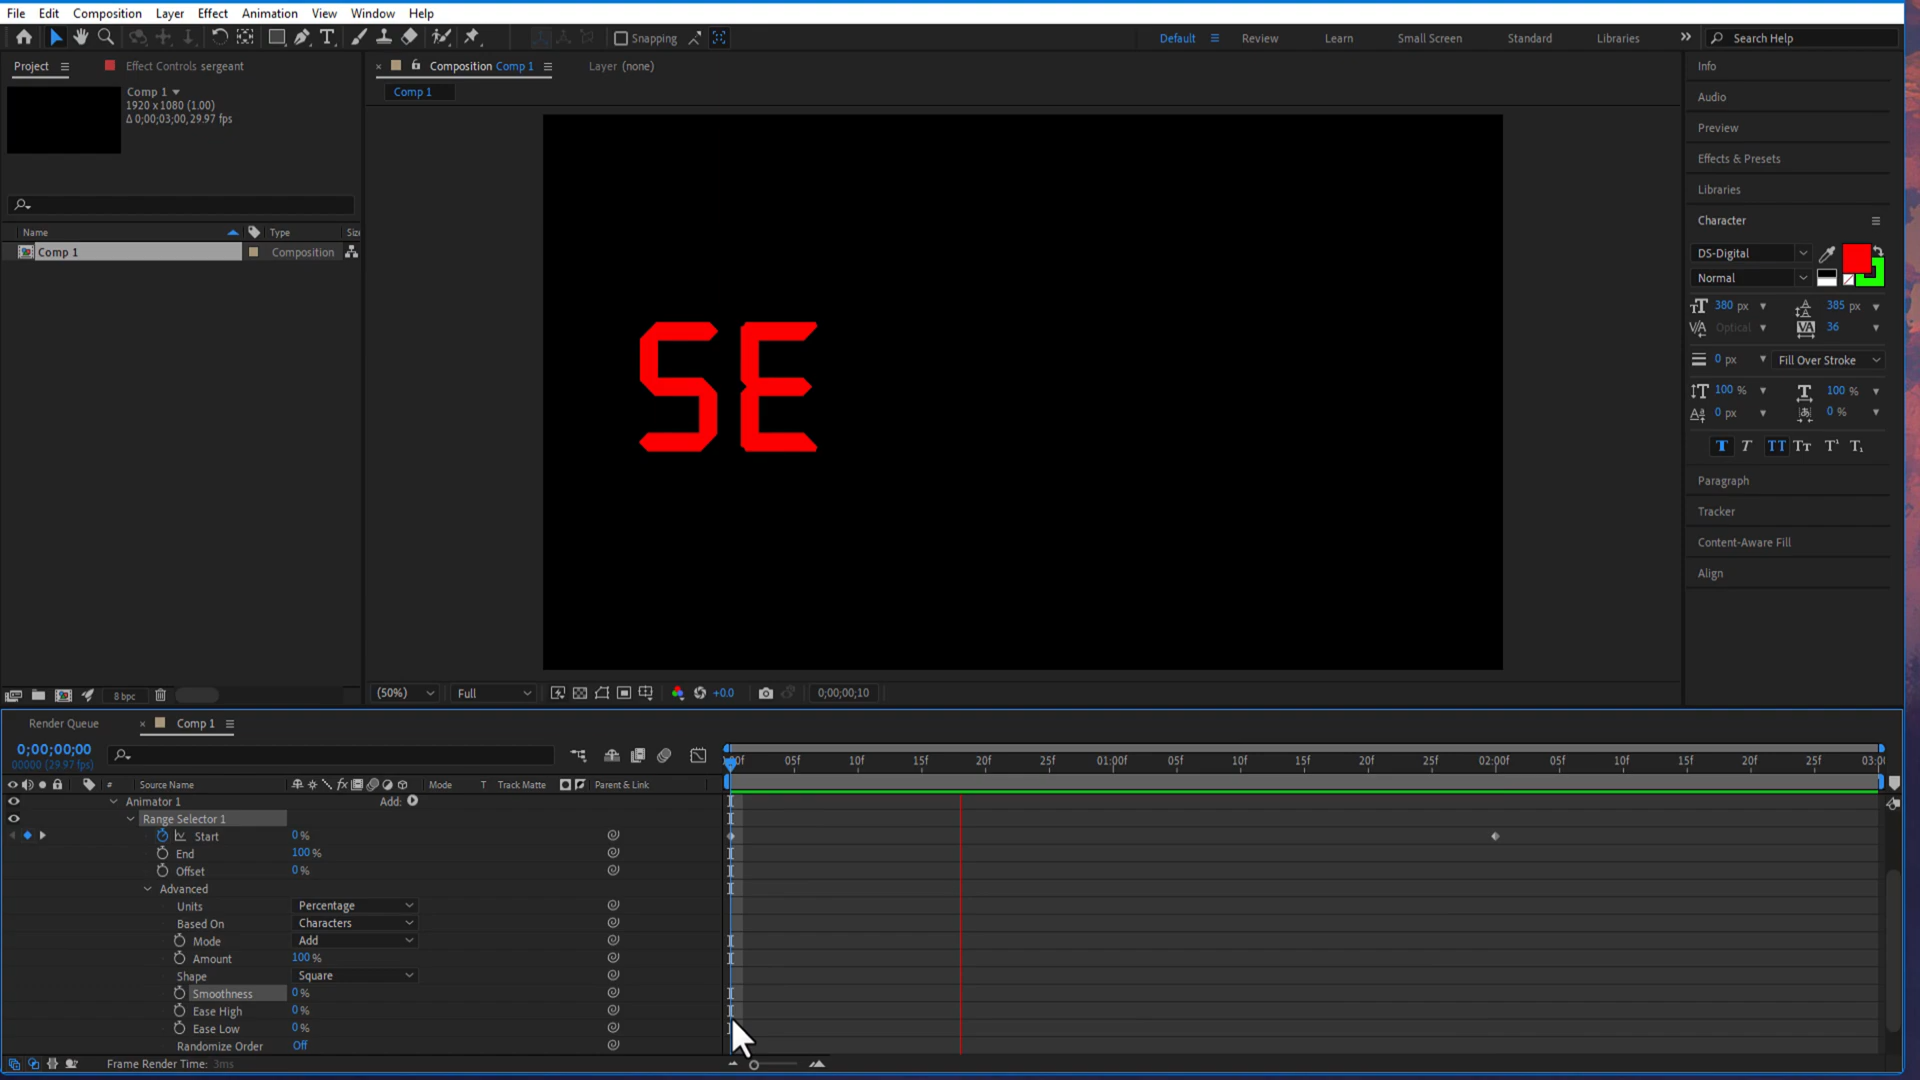 File Edit Composition Layer Effect Animation View Window Help
Snapping
Default Review Learn Small Screen Standard Libraries Search Help
Project Effect Controls sergeant
Composition Comp 1 Layer (none)
Comp 1
Comp 1
1920 x 1080 (1.00)
Δ 0;00;03;00, 29.97 fps
Name Type Siz
Comp 1 Composition
8 bpc
SE
(50%) Full +0.0 0;00;00;10
Info
Audio
Preview
Effects & Presets
Libraries
Character
DS-Digital
Normal
380 px 385 px
Optical 36
0 px Fill Over Stroke
100 % 100 %
0 px 0 %
T T TT Tr T¹ T₁
Paragraph
Tracker
Content-Aware Fill
Align
Render Queue Comp 1
0;00;00;00
00000 (29.97 fps)
05f 10f 15f 20f 25f 01:00f 05f 10f 15f 20f 25f 02:00f 05f 10f 15f 20f 25f
# Source Name fx Mode T Track Matte Parent & Link
Animator 1 Add:
Range Selector 1
Start 0 %
End 100 %
Offset 0 %
Advanced
Units Percentage
Based On Characters
Mode Add
Amount 100 %
Shape Square
Smoothness 0 %
Ease High 0 %
Ease Low 0 %
Randomize Order Off
Frame Render Time: 3ms